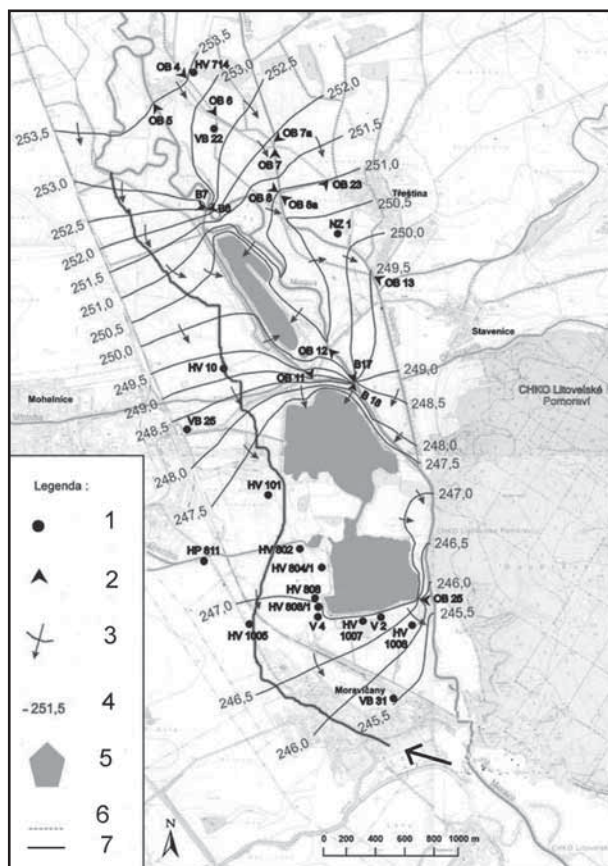 253,5
OB 4
HV 714
253,0
252,5
OB 6
252,0
253,5
OB 5
VB 22
OB 7a
251,5
OB 7
251,0
253,0
OB 23
B7
OB 8
OB 8a
Třeština
250,5
252,5
NZ 1
250,0
252,0
251,5
249,5
OB 13
251,0
250,5
Stavenice
250,0
OB 12
B17
249,0
HV 10
249,5
OB 11
B 18
CHKO Litovelské
Pomoraví
Mohelnice
249,0
248,5
248,5
VB 25
248,0
248,0
247,5
Legenda :
HV 101
247,0
247,5
1
HV 802
246,5
HP 811
HV 804/1
2
246,0
HV 808
OB 25
HV 808/1
245,5
247,0
3
HV 1005
V 4
HV
1007
V 2
HV
1006
-251,5
4
246,5
Moravičany
VB 31
245,5
5
246,0
6
N
7
0 200 400 600 800 1000 m